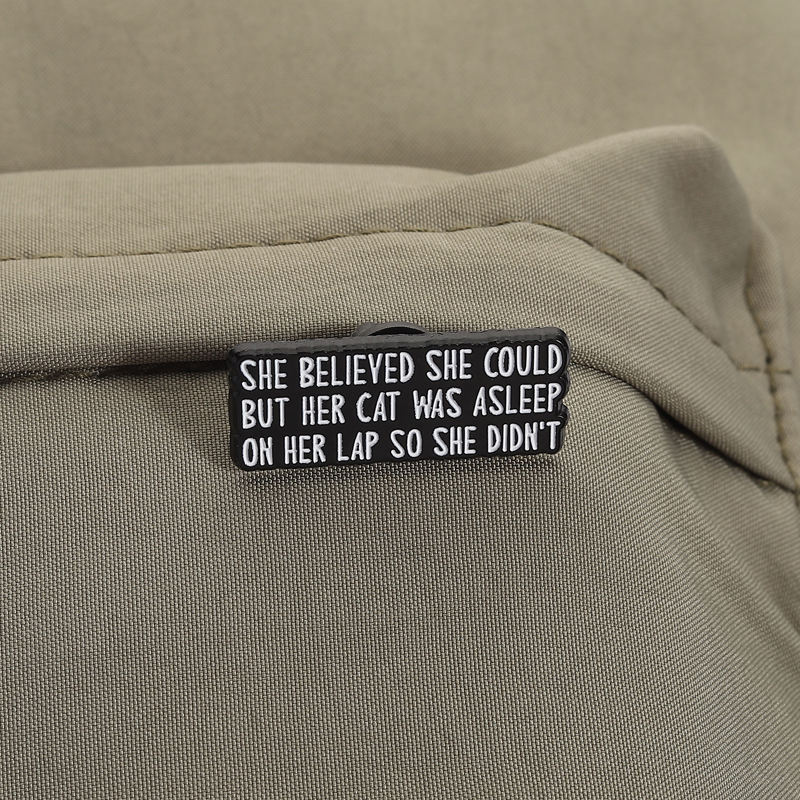 SHE BELIEVED SHE COULD
BUT HER CAT WAS ASLEEP
ON HER LAP SO SHE DIDN'T